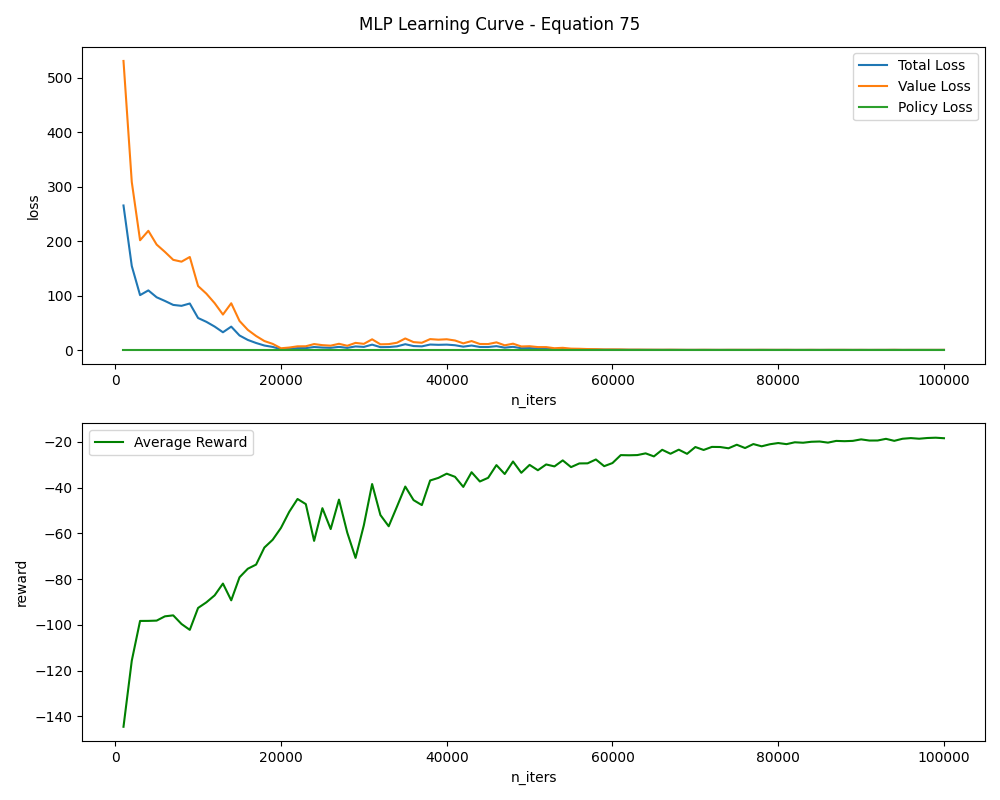 MLP Learning Curve - Equation 75
Total Loss
Value Loss
Policy Loss
loss
500
400
300
200
100
0
0 20000 40000 60000 80000 100000
n_iters
Average Reward
reward
−20
−40
−60
−80
−100
−120
−140
0 20000 40000 60000 80000 100000
n_iters